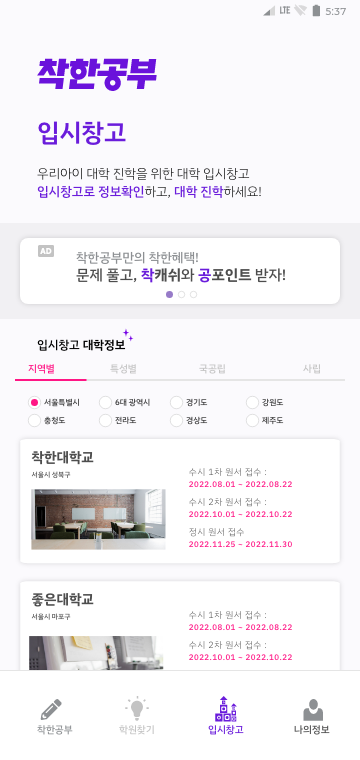 LTE 5:37
착한공부
입시창고
우리아이 대학 진학을 위한 대학 입시창고
입시창고로 정보확인하고, 대학 진학하세요!
AD
착한공부만의 착한혜택!
문제 풀고, 착캐쉬와 공포인트 받자!
입시창고 대학정보
지역별 특성별 국공립 사립
서울특별시 6대 광역시 경기도 강원도
충청도 전라도 경상도 제주도
착한대학교
서울시 성북구
수시 1차 원서 접수 :
2022.08.01 ~ 2022.08.22
수시 2차 원서 접수 :
2022.10.01 ~ 2022.10.22
정시 원서 접수
2022.11.25 ~ 2022.11.30
좋은대학교
서울시 마포구
수시 1차 원서 접수 :
2022.08.01 ~ 2022.08.22
수시 2차 원서 접수 :
2022.10.01 ~ 2022.10.22
착한공부 학원찾기 입시창고 나의정보